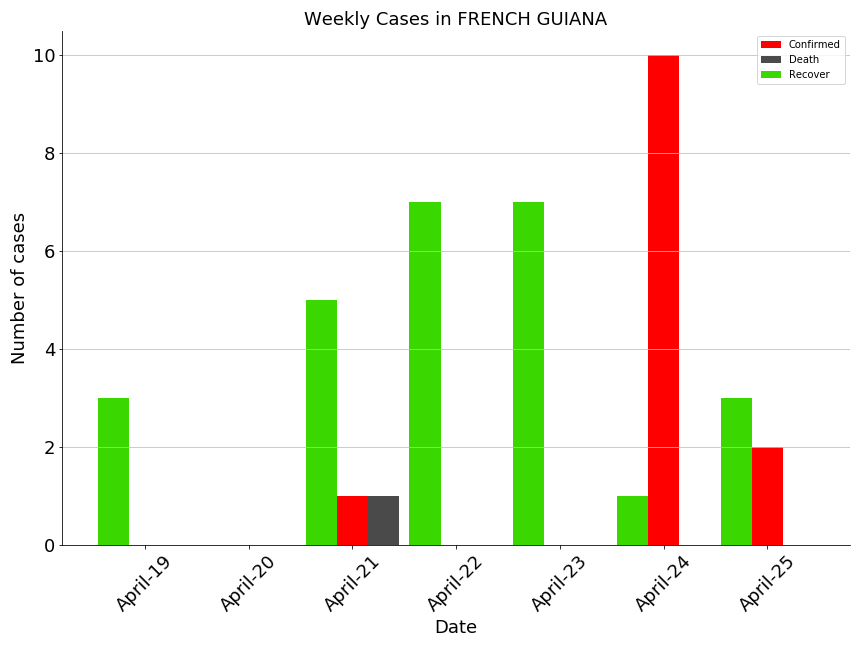 Weekly Cases in FRENCH GUIANA
Confirmed
Death
Recover
Number of cases
10
8
6
4
2
0
April-19
April-20
April-21
April-22
April-23
April-24
April-25
Date